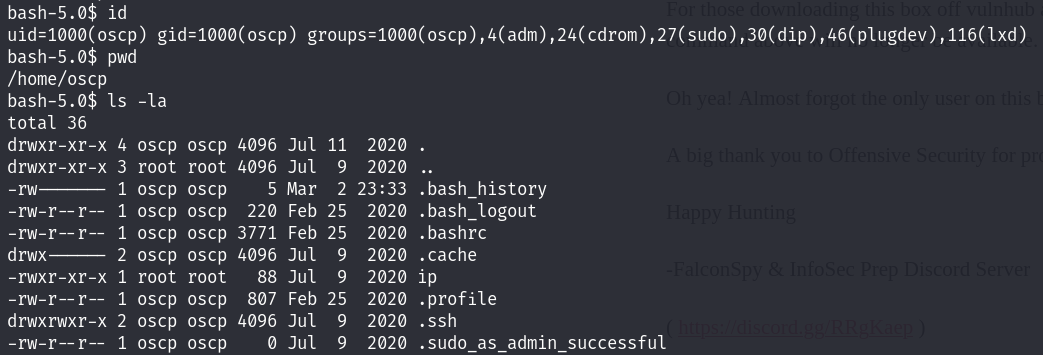 bash-5.0$ id
uid=1000(oscp) gid=1000(oscp) groups=1000(oscp),4(adm),24(cdrom),27(sudo),30(dip),46(plugdev),116(lxd)
bash-5.0$ pwd
/home/oscp
bash-5.0$ ls -la
total 36
drwxr-xr-x 4 oscp oscp 4096 Jul 11  2020 .
drwxr-xr-x 3 root root 4096 Jul  9  2020 ..
-rw------- 1 oscp oscp    5 Mar  2 23:33 .bash_history
-rw-r--r-- 1 oscp oscp  220 Feb 25  2020 .bash_logout
-rw-r--r-- 1 oscp oscp 3771 Feb 25  2020 .bashrc
drwx------ 2 oscp oscp 4096 Jul  9  2020 .cache
-rwxr-xr-x 1 root root   88 Jul  9  2020 ip
-rw-r--r-- 1 oscp oscp  807 Feb 25  2020 .profile
drwxrwxr-x 2 oscp oscp 4096 Jul  9  2020 .ssh
-rw-r--r-- 1 oscp oscp    0 Jul  9  2020 .sudo_as_admin_successful
For those downloading this box off vulnhub
Oh yea! Almost forgot the only user on this
A big thank you to Offensive Security for
Happy Hunting
-FalconSpy & InfoSec Prep Discord Server
( https://discord.gg/RRgKaep )